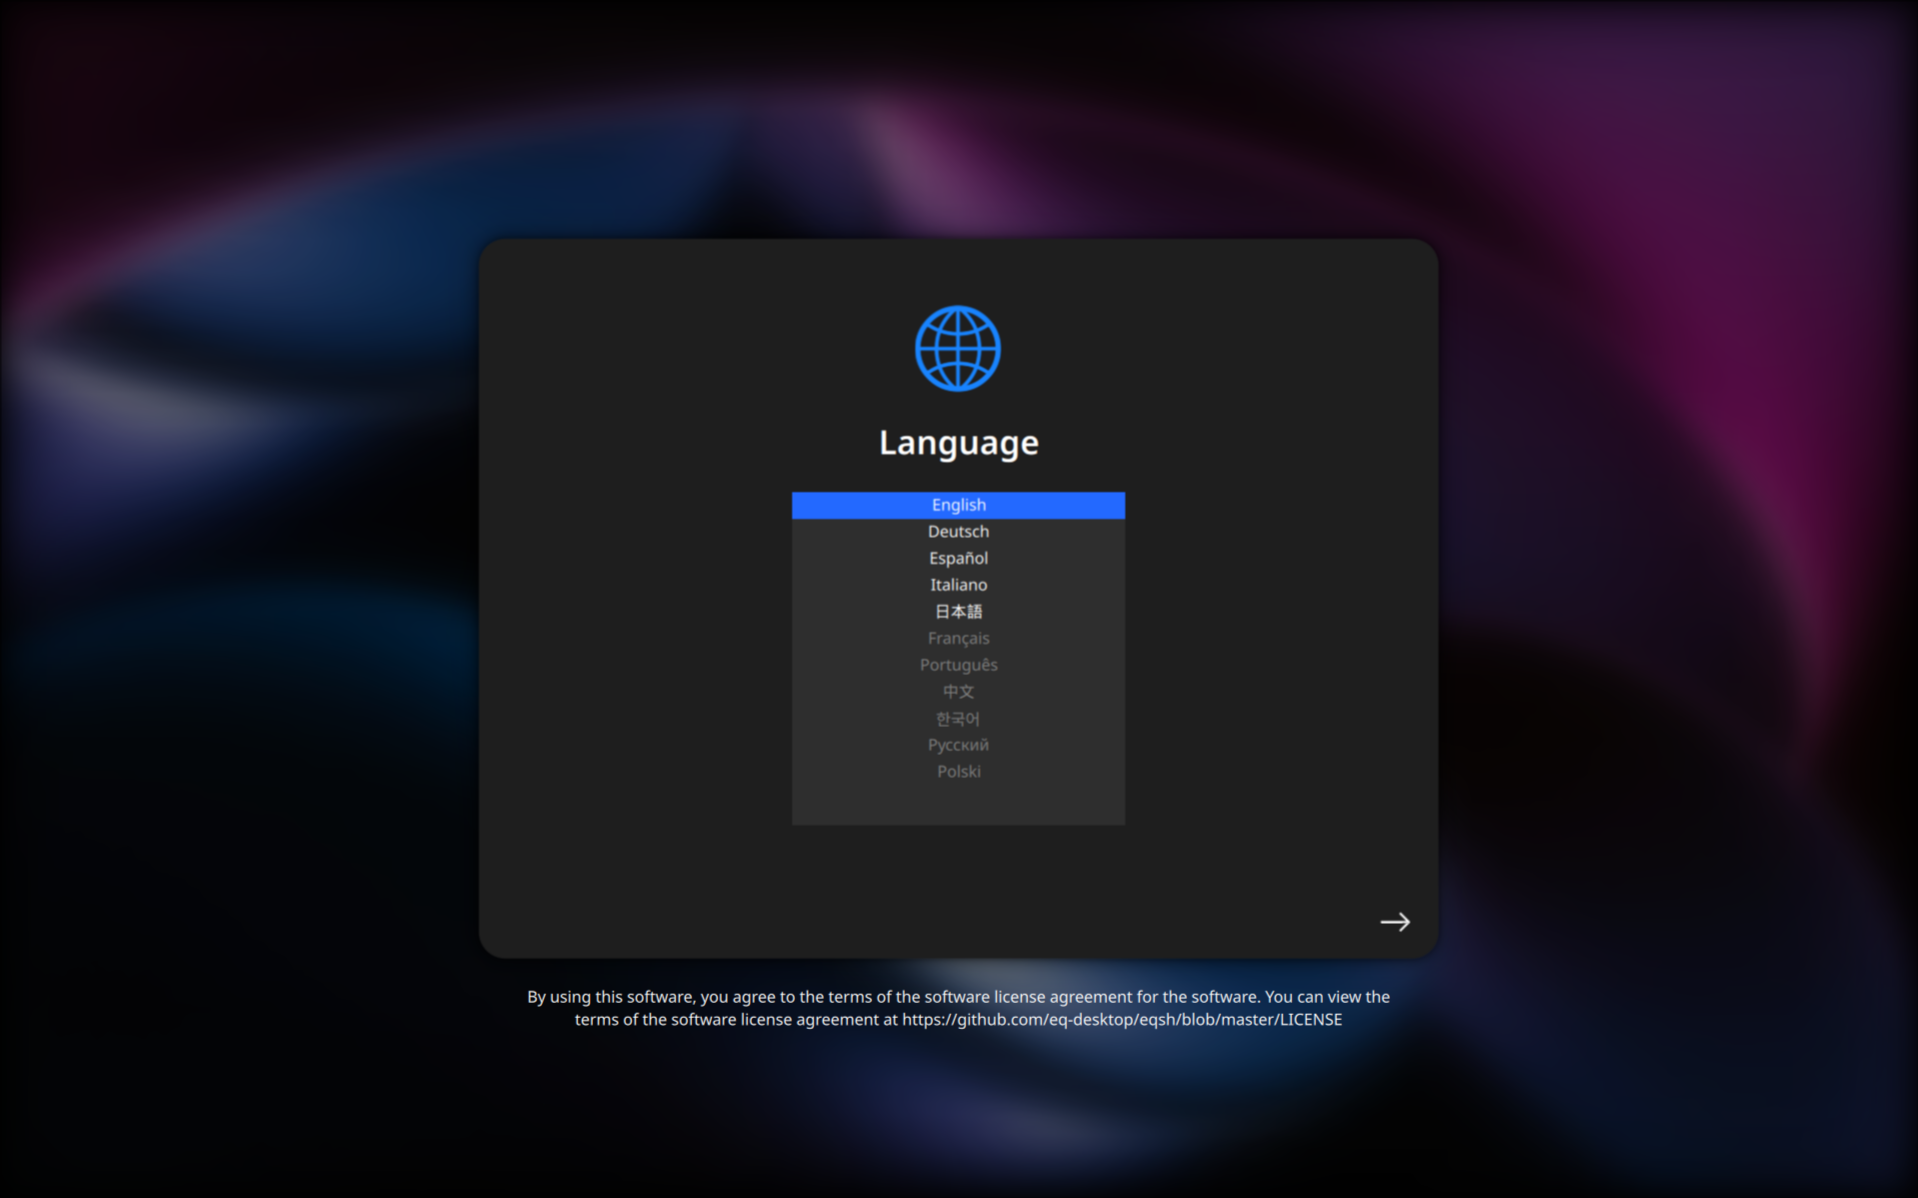 Language
English
Deutsch
Español
Italiano
日本語
Français
Português
中文
한국어
Русский
Polski
By using this software, you agree to the terms of the software license agreement for the software. You can view the
terms of the software license agreement at https://github.com/eq-desktop/eqsh/blob/master/LICENSE